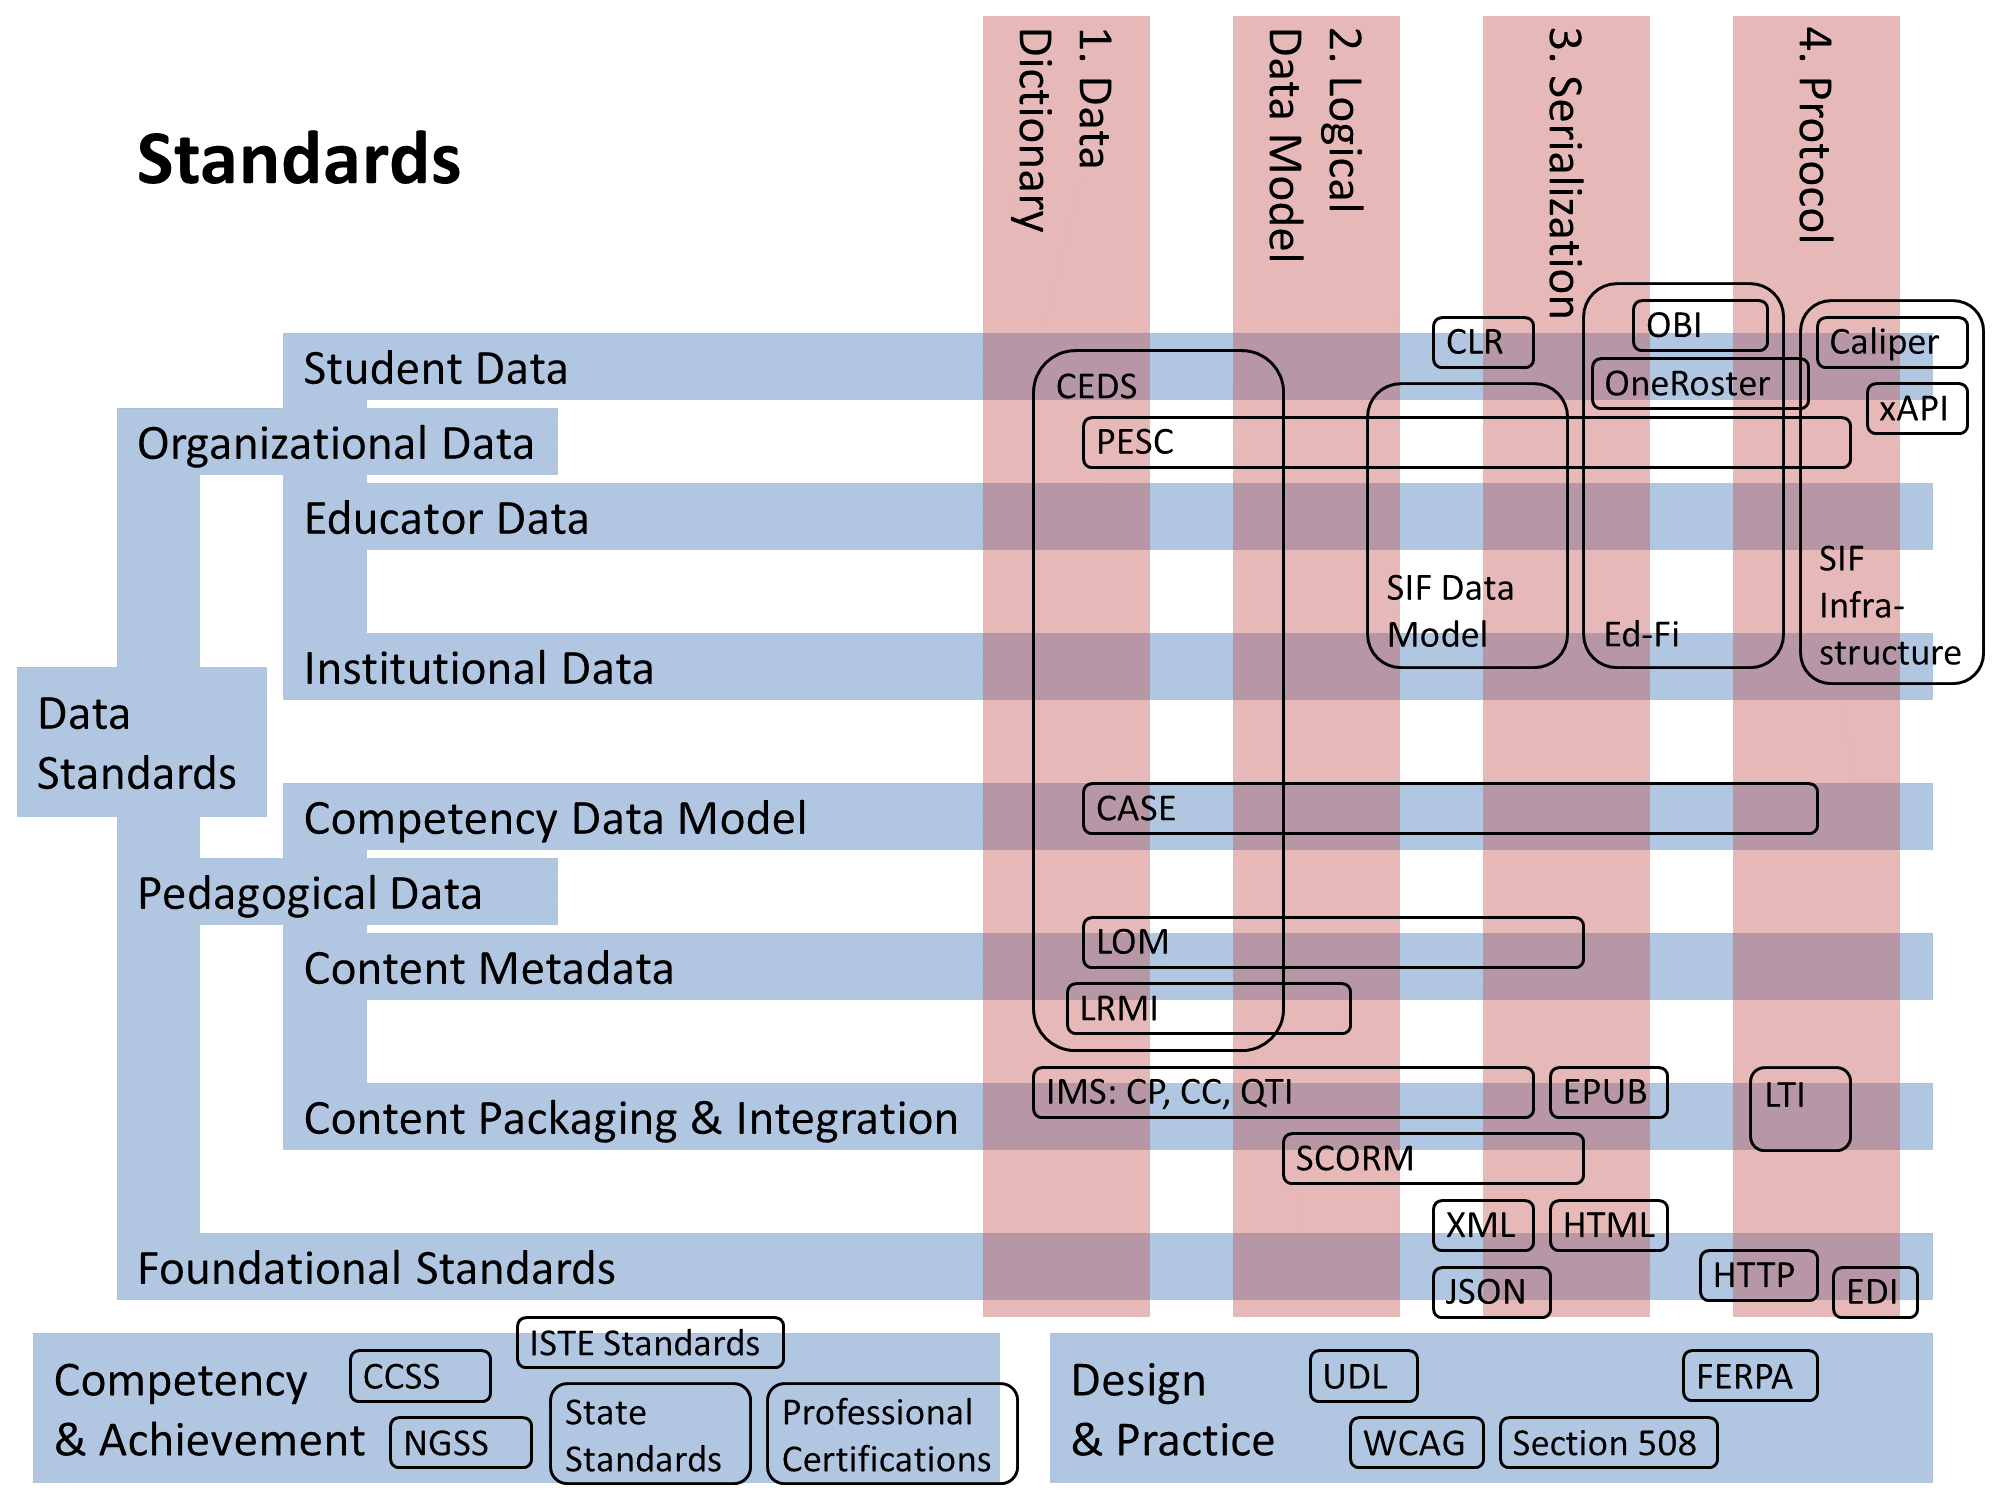 Standards
1. Data
Dictionary
2. Logical
Data Model
3. Serialization
4. Protocol
Student Data
Organizational Data
Educator Data
Institutional Data
Data
Standards
Competency Data Model
Pedagogical Data
Content Metadata
Content Packaging & Integration
Foundational Standards
CEDS
PESC
CLR
SIF Data
Model
OBI
OneRoster
Ed-Fi
Caliper
xAPI
SIF
Infra-
structure
CASE
LOM
LRMI
IMS: CP, CC, QTI
EPUB
LTI
SCORM
XML
HTML
JSON
HTTP
EDI
Competency
& Achievement
CCSS
ISTE Standards
NGSS
State
Standards
Professional
Certifications
Design
& Practice
UDL
FERPA
WCAG
Section 508